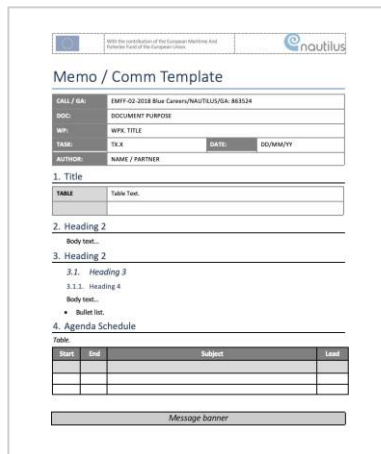 With the contribution of the European Maritime And
Fisheries Fund of the European Union
nautilus
Memo / Comm Template
CALL / GA: EMFF-02-2018 Blue Careers/NAUTILUS/GA: 863524
DOC: DOCUMENT PURPOSE
WP: WPX. TITLE
TASK: TX.X DATE: DD/MM/YY
AUTHOR: NAME / PARTNER
1. Title
TABLE Table Text.
2. Heading 2
Body text...
3. Heading 2
3.1. Heading 3
3.1.1. Heading 4
Body text...
• Bullet list.
4. Agenda Schedule
Table.
Start End Subject Lead
Message banner